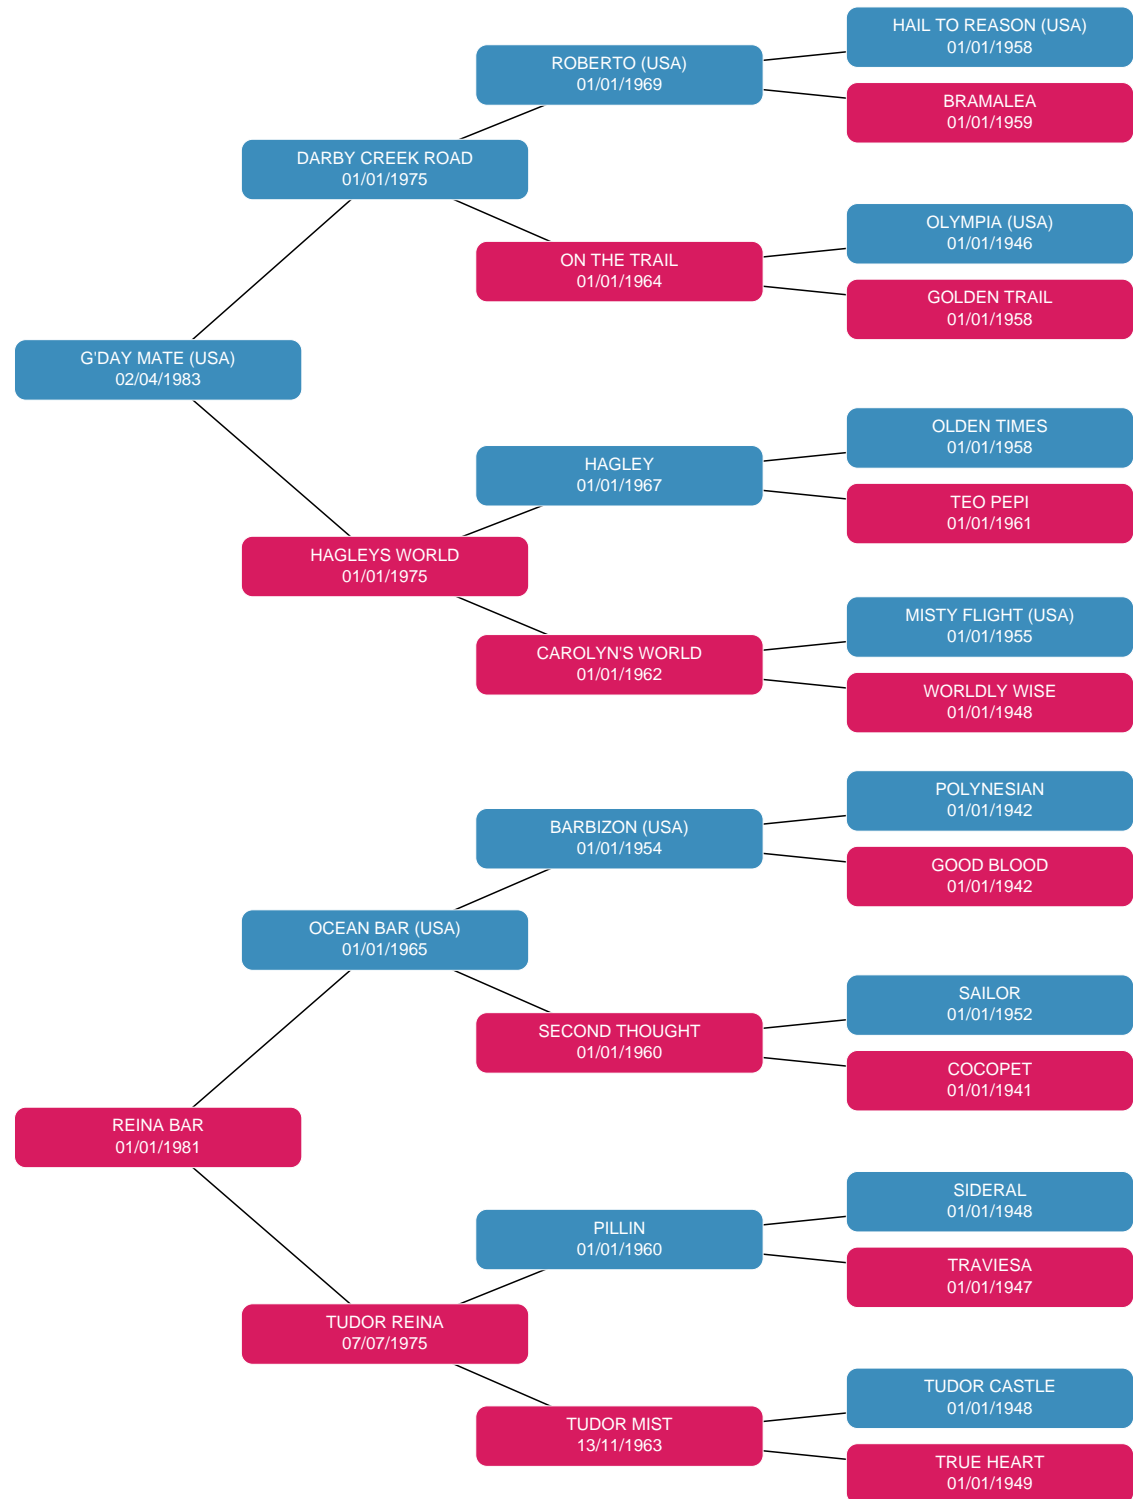 HAIL TO REASON (USA)
01/01/1958
ROBERTO (USA)
01/01/1969
BRAMALEA
01/01/1959
DARBY CREEK ROAD
01/01/1975
OLYMPIA (USA)
01/01/1946
ON THE TRAIL
01/01/1964
GOLDEN TRAIL
01/01/1958
G'DAY MATE (USA)
02/04/1983
OLDEN TIMES
01/01/1958
HAGLEY
01/01/1967
TEO PEPI
01/01/1961
HAGLEYS WORLD
01/01/1975
MISTY FLIGHT (USA)
01/01/1955
CAROLYN'S WORLD
01/01/1962
WORLDLY WISE
01/01/1948
POLYNESIAN
01/01/1942
BARBIZON (USA)
01/01/1954
GOOD BLOOD
01/01/1942
OCEAN BAR (USA)
01/01/1965
SAILOR
01/01/1952
SECOND THOUGHT
01/01/1960
COCOPET
01/01/1941
REINA BAR
01/01/1981
SIDERAL
01/01/1948
PILLIN
01/01/1960
TRAVIESA
01/01/1947
TUDOR REINA
07/07/1975
TUDOR CASTLE
01/01/1948
TUDOR MIST
13/11/1963
TRUE HEART
01/01/1949